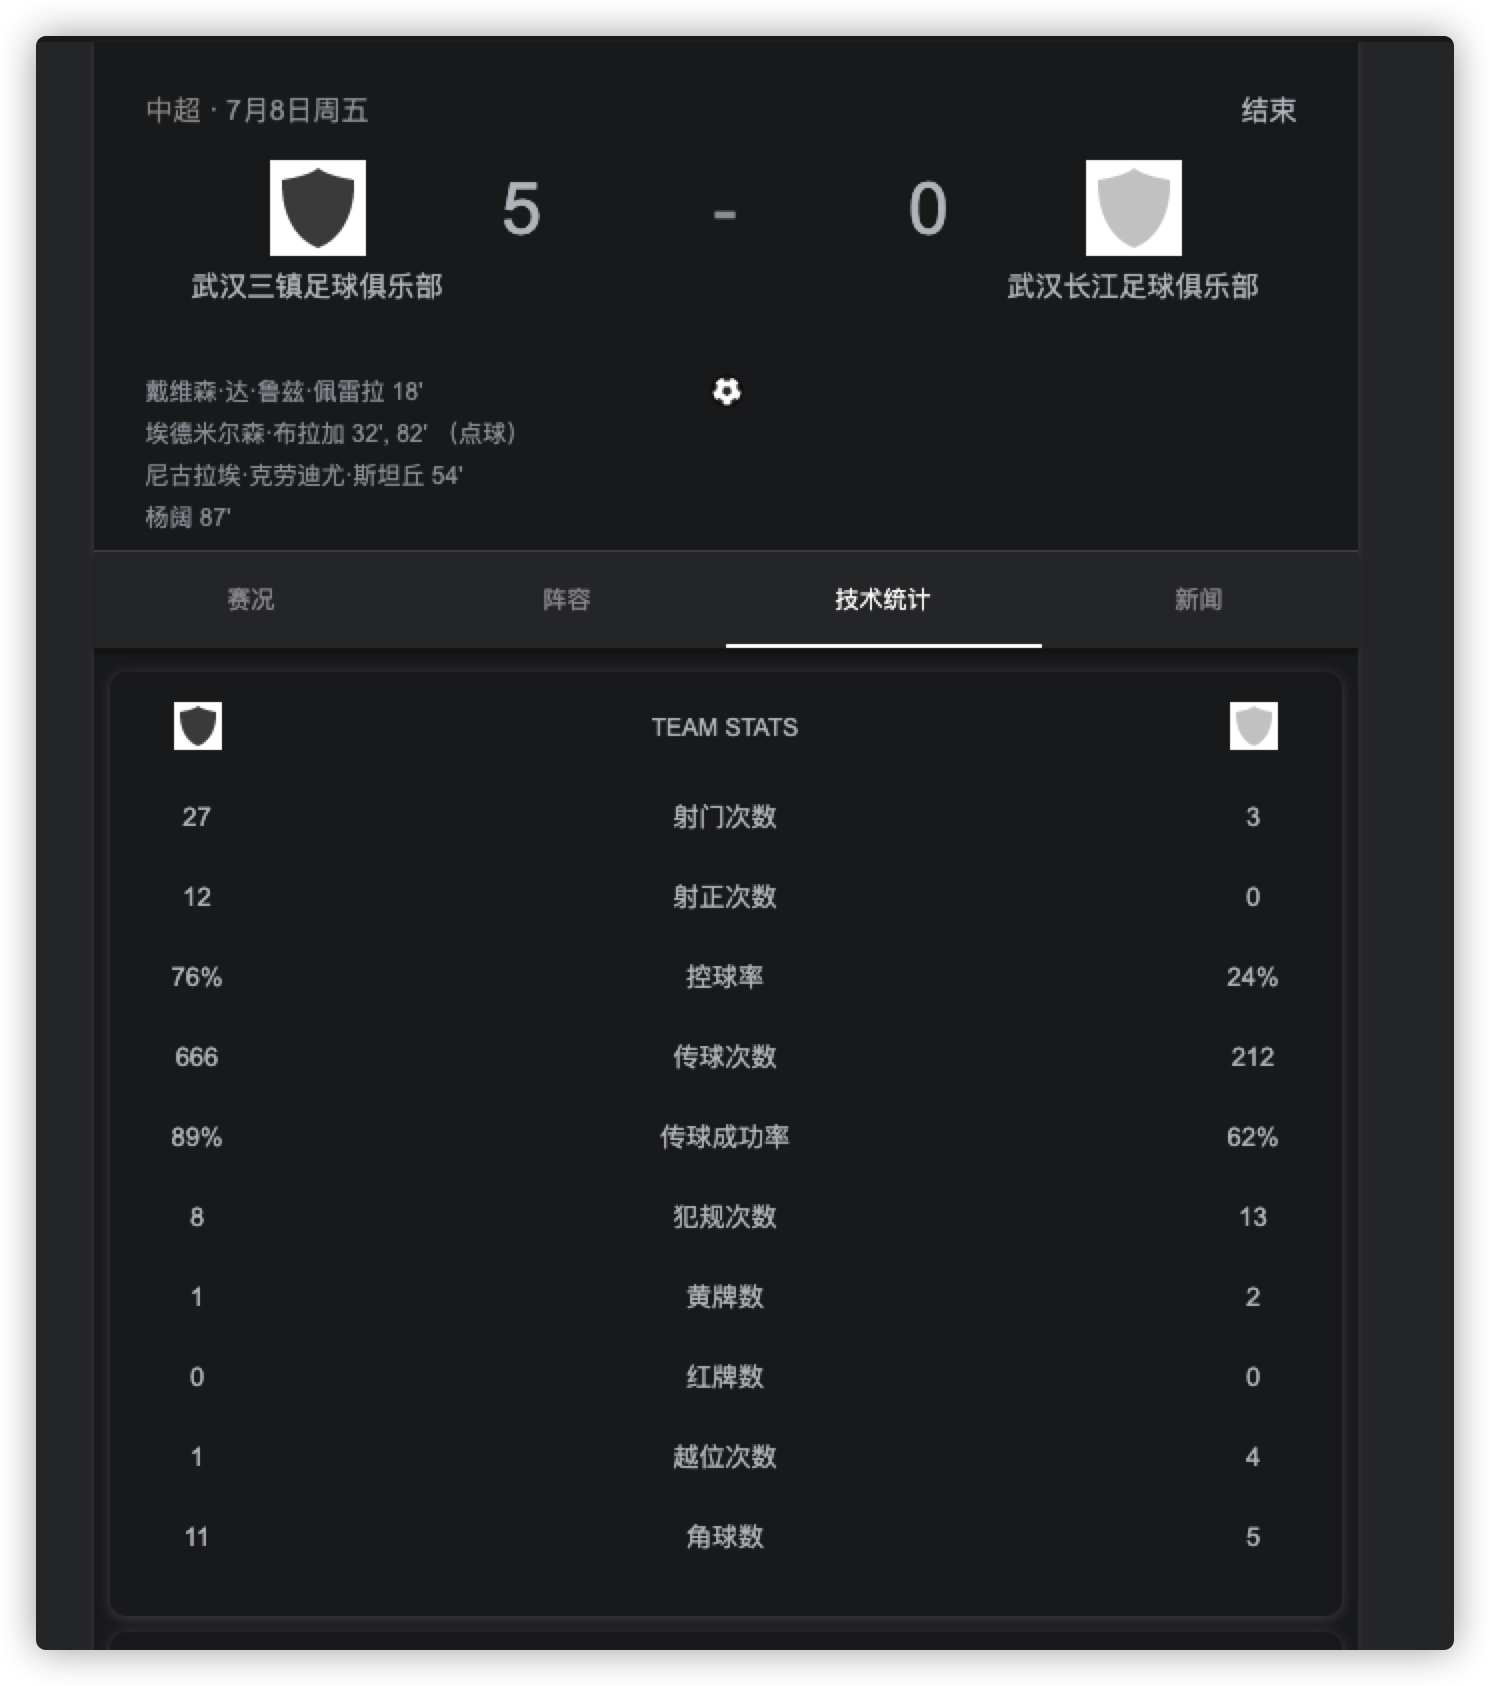 中超 · 7月8日周五 结束
5 - 0
武汉三镇足球俱乐部 武汉长江足球俱乐部
戴维森·达·鲁兹·佩雷拉 18'
埃德米尔森·布拉加 32', 82' （点球）
尼古拉埃·克劳迪尤·斯坦丘 54'
杨阔 87'
赛况 阵容 技术统计 新闻
TEAM STATS
27 射门次数 3
12 射正次数 0
76% 控球率 24%
666 传球次数 212
89% 传球成功率 62%
8 犯规次数 13
1 黄牌数 2
0 红牌数 0
1 越位次数 4
11 角球数 5